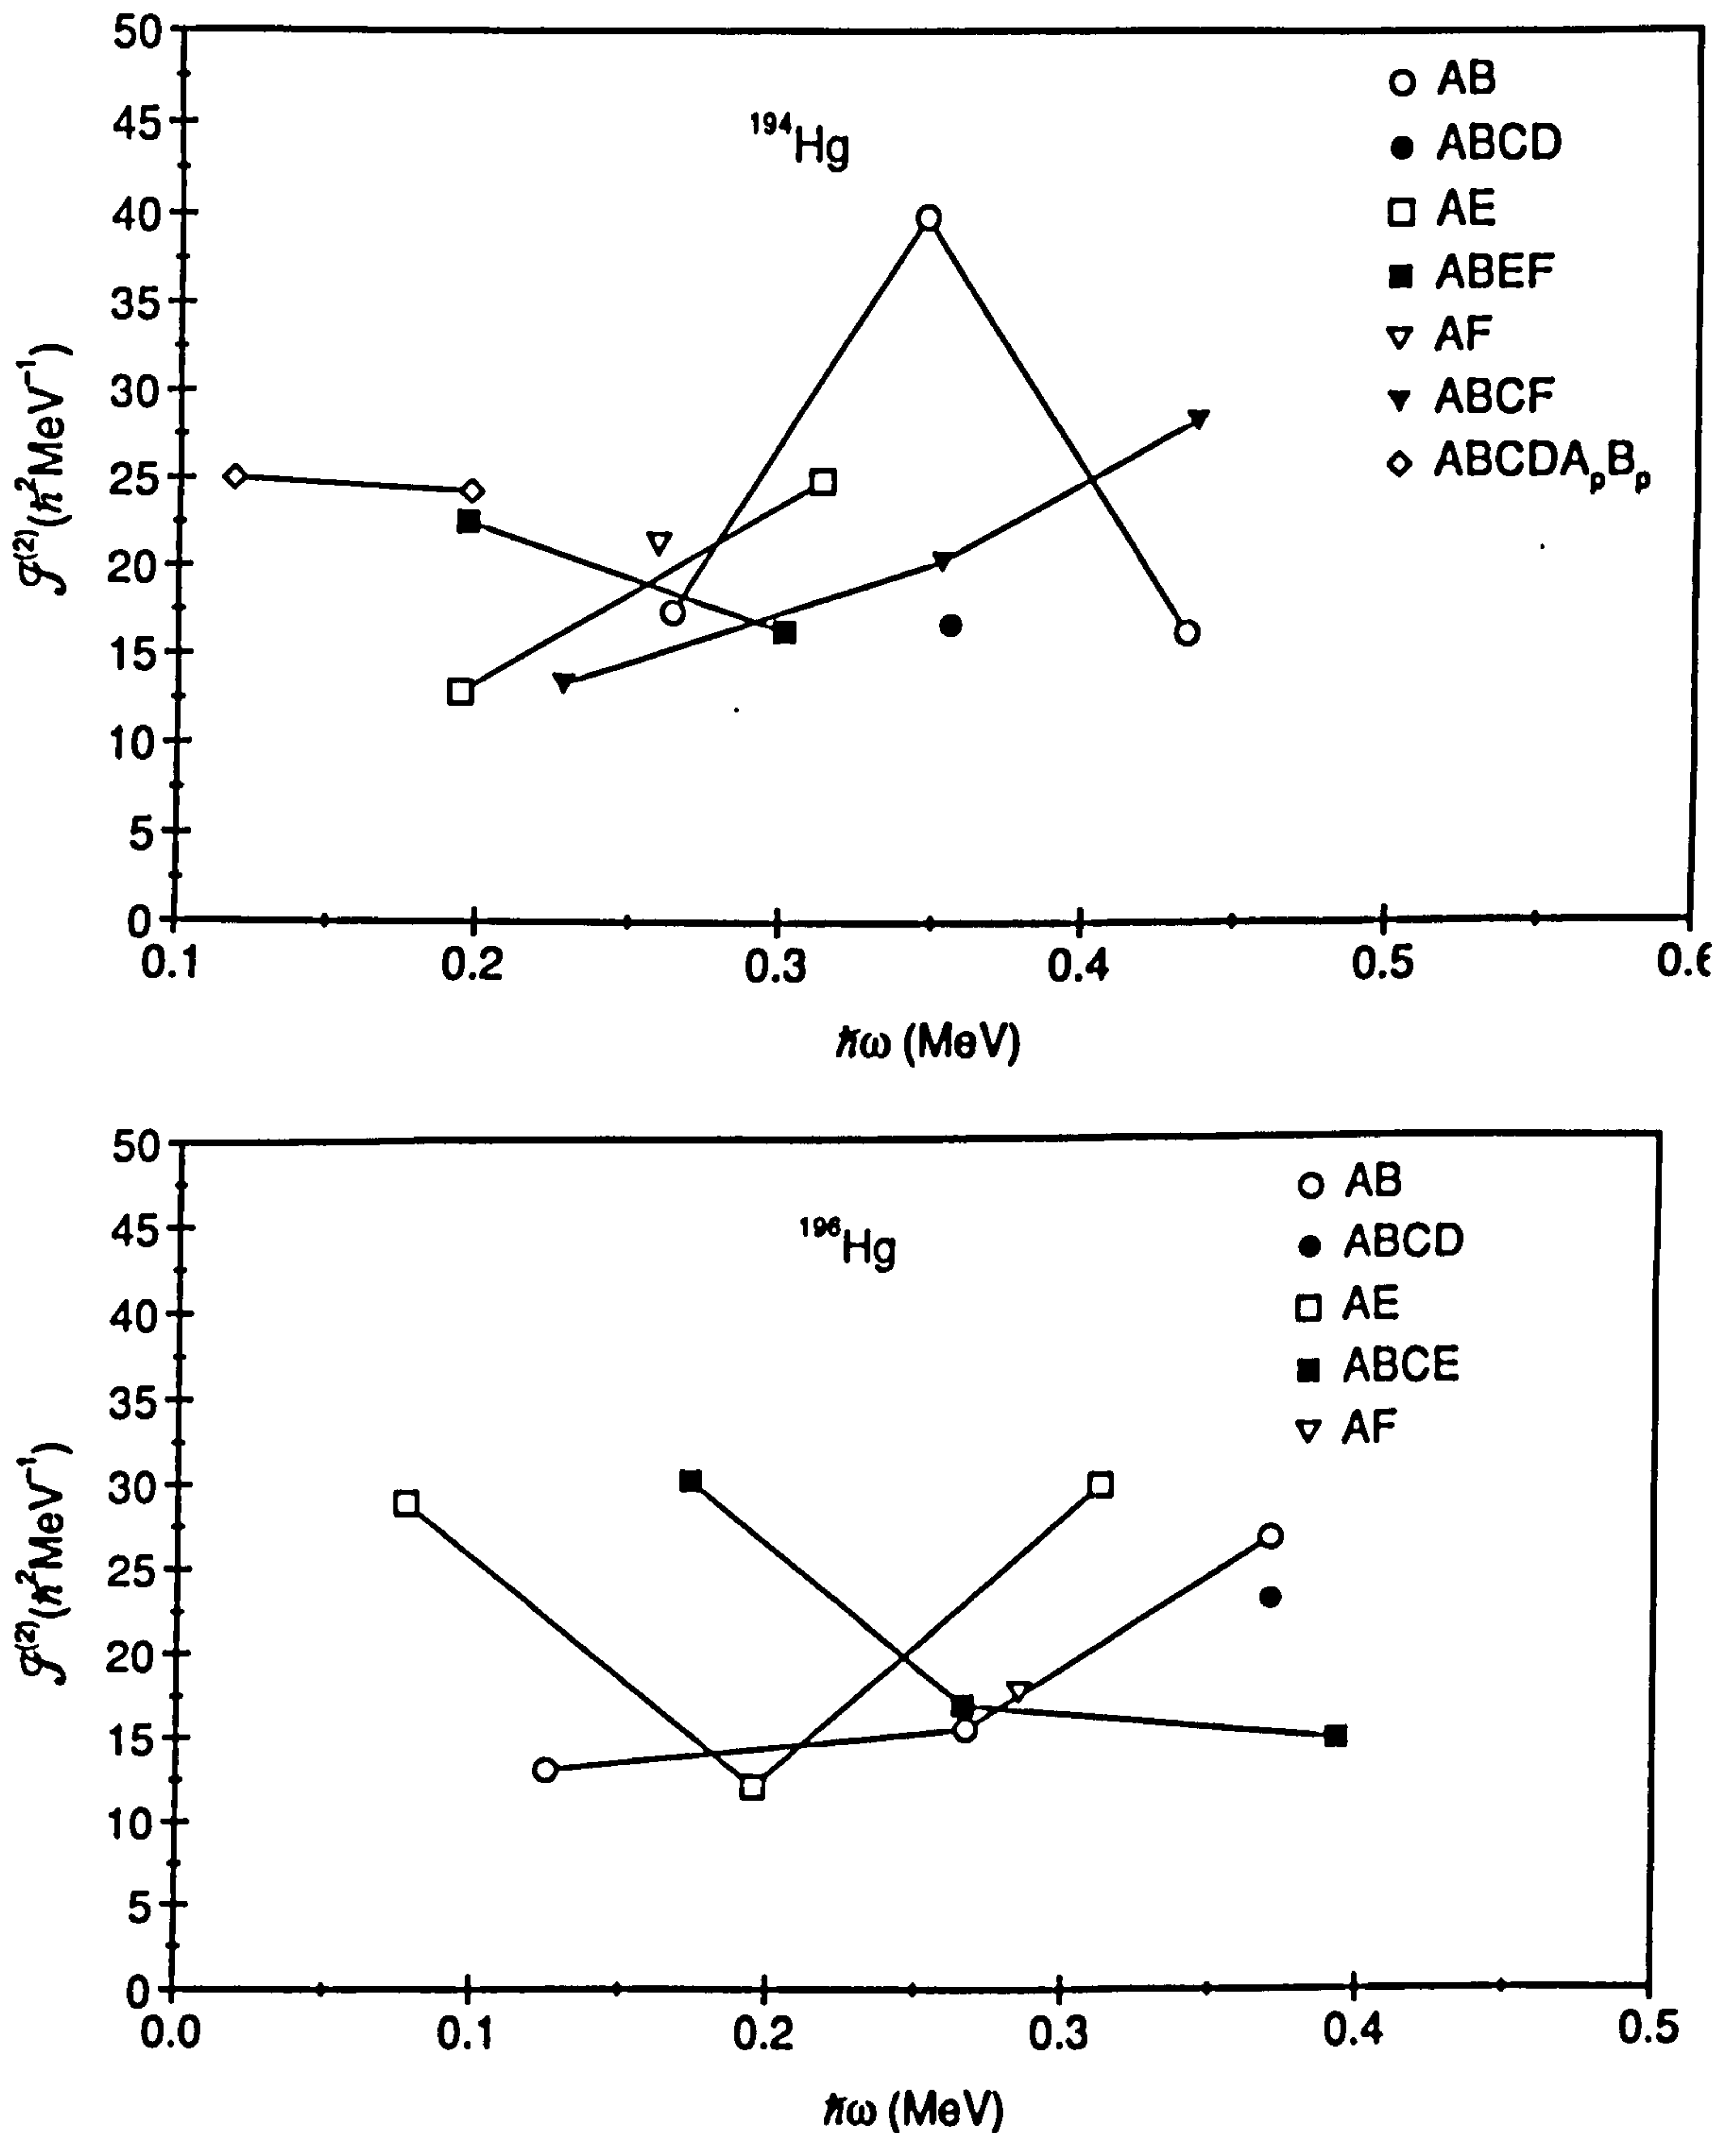 50
45
40
35
30
25
20
15
10
5
0
𝒥⁽²⁾(ħ²MeV⁻¹)
¹⁹⁴Hg
AB
ABCD
AE
ABEF
AF
ABCF
ABCDAₚBₚ
0.1 0.2 0.3 0.4 0.5
ħω (MeV)
50
45
40
35
30
25
20
15
10
5
0
𝒥⁽²⁾(ħ²MeV⁻¹)
¹⁹⁶Hg
AB
ABCD
AE
ABCE
AF
0.0 0.1 0.2 0.3 0.4 0.5
ħω (MeV)